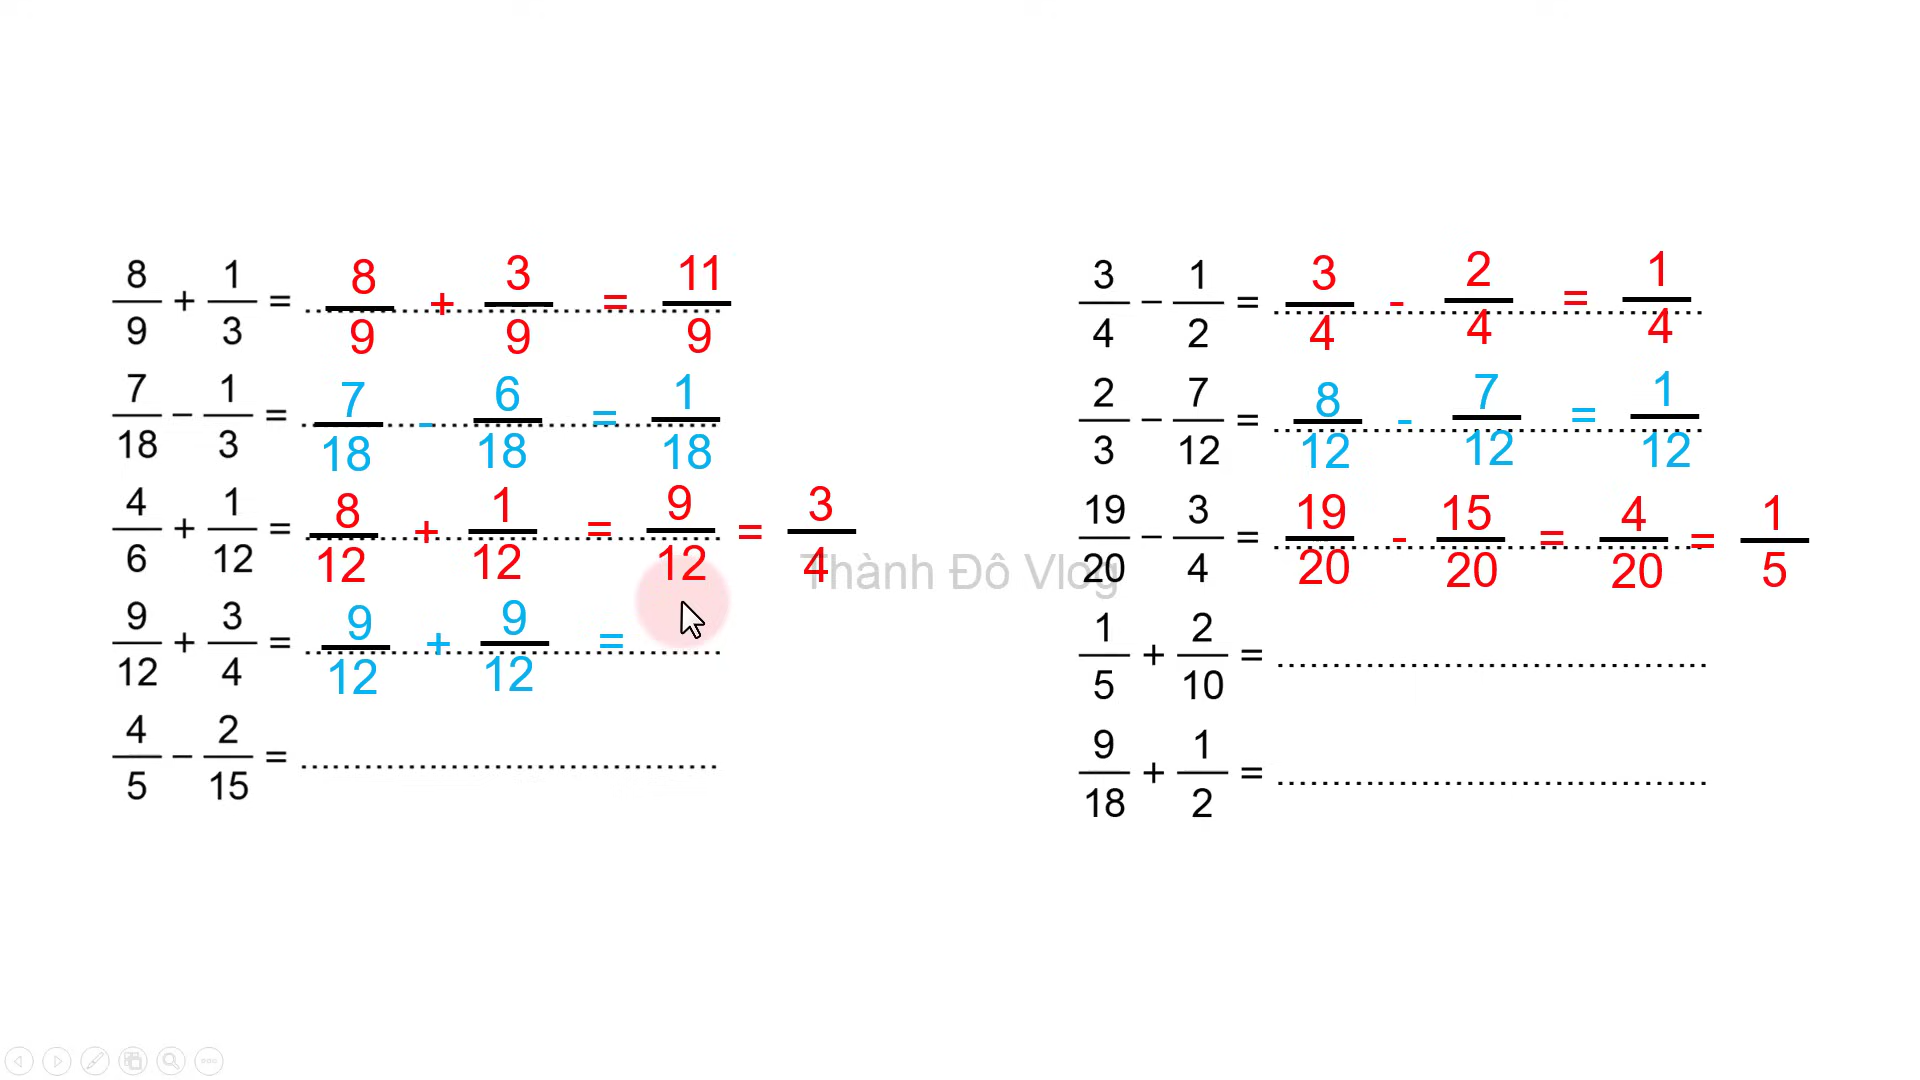 8/9 + 1/3 = 8/9 + 3/9 = 11/9
7/18 − 1/3 = 7/18 - 6/18 = 1/18
4/6 + 1/12 = 8/12 + 1/12 = 9/12 = 3/4
9/12 + 3/4 = 9/12 + 9/12 =
4/5 − 2/15 = ........................................
3/4 − 1/2 = 3/4 - 2/4 = 1/4
2/3 − 7/12 = 8/12 - 7/12 = 1/12
19/20 − 3/4 = 19/20 - 15/20 = 4/20 = 1/5
1/5 + 2/10 = ........................................
9/18 + 1/2 = ........................................
Thành Đô Vlog